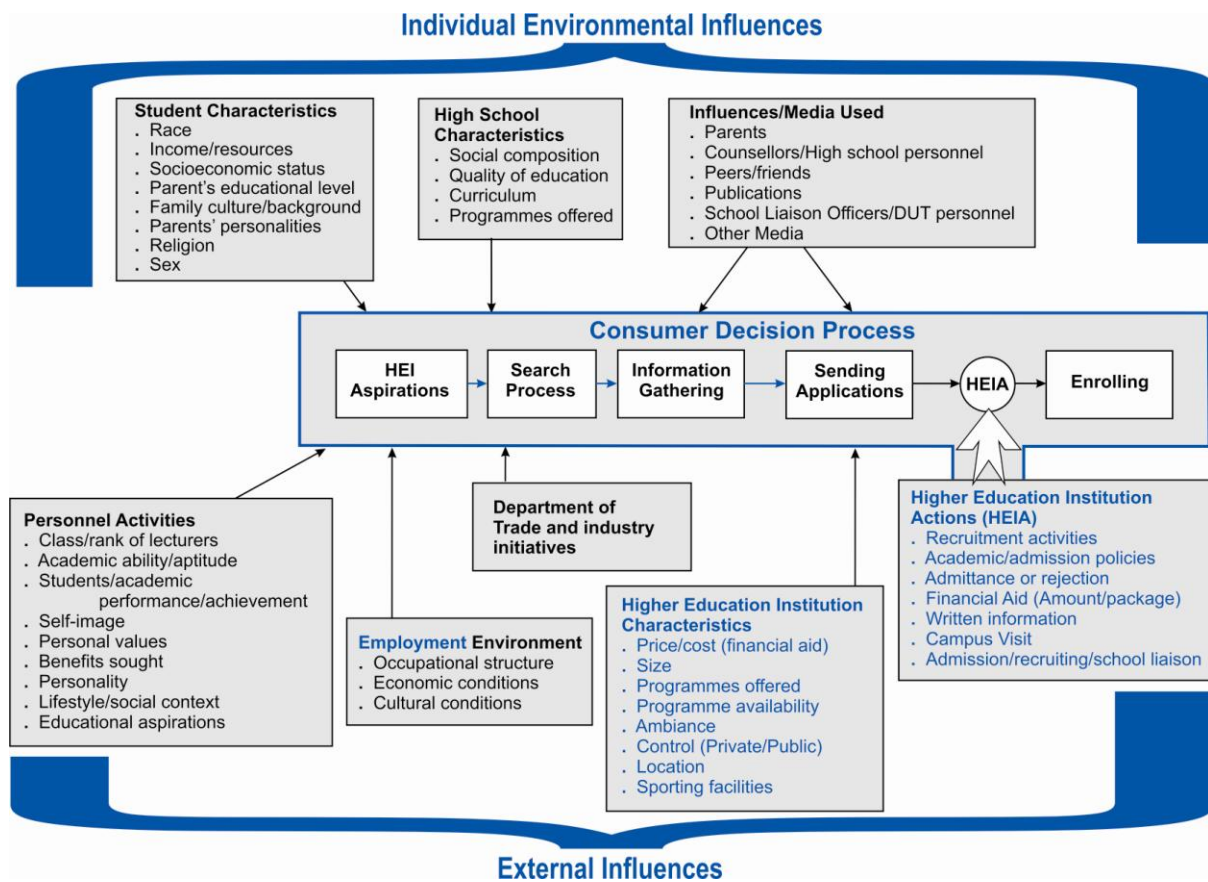 Individual Environmental Influences
Student Characteristics
. Race
. Income/resources
. Socioeconomic status
. Parent's educational level
. Family culture/background
. Parents' personalities
. Religion
. Sex
High School
Characteristics
. Social composition
. Quality of education
. Curriculum
. Programmes offered
Influences/Media Used
. Parents
. Counsellors/High school personnel
. Peers/friends
. Publications
. School Liaison Officers/DUT personnel
. Other Media
Consumer Decision Process
HEI
Aspirations
Search
Process
Information
Gathering
Sending
Applications
HEIA
Enrolling
Personnel Activities
. Class/rank of lecturers
. Academic ability/aptitude
. Students/academic
performance/achievement
. Self-image
. Personal values
. Benefits sought
. Personality
. Lifestyle/social context
. Educational aspirations
Employment Environment
. Occupational structure
. Economic conditions
. Cultural conditions
Department of
Trade and industry
initiatives
Higher Education Institution
Characteristics
. Price/cost (financial aid)
. Size
. Programmes offered
. Programme availability
. Ambiance
. Control (Private/Public)
. Location
. Sporting facilities
Higher Education Institution
Actions (HEIA)
. Recruitment activities
. Academic/admission policies
. Admittance or rejection
. Financial Aid (Amount/package)
. Written information
. Campus Visit
. Admission/recruiting/school liaison
External Influences